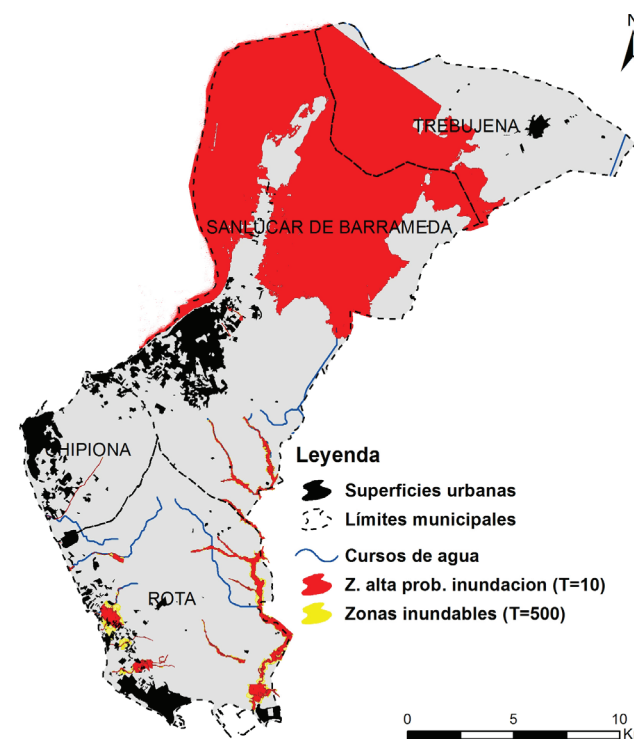 N
TREBUJENA
SANLÚCAR DE BARRAMEDA
CHIPIONA
ROTA
Leyenda
Superficies urbanas
Límites municipales
Cursos de agua
Z. alta prob. inundacion (T=10)
Zonas inundables (T=500)
0 5 10
K